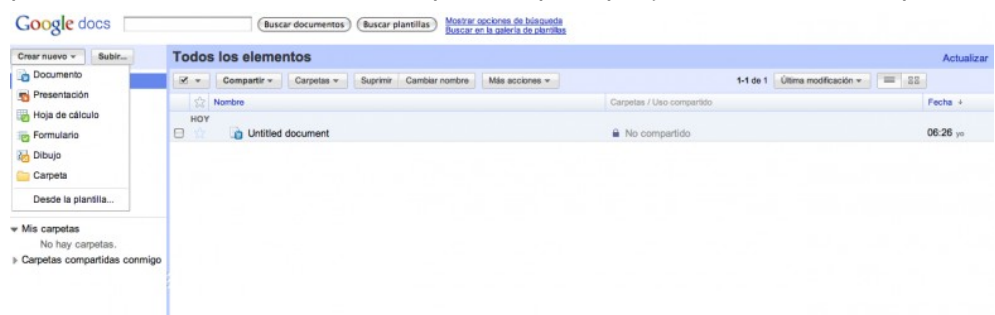 Google docs
Buscar documentos Buscar plantillas Mostrar opciones de búsqueda
Buscar en la galería de plantillas
Crear nuevo Subir... Todos los elementos Actualizar
Documento
Compartir Carpetas Suprimir Cambiar nombre Más acciones 1-1 de 1 Última modificación
Presentación
Nombre Carpetas / Uso compartido Fecha
Hoja de cálculo
HOY
Formulario
Untitled document No compartido 06:26 yo
Dibujo
Carpeta
Desde la plantilla...
Mis carpetas
No hay carpetas.
Carpetas compartidas conmigo